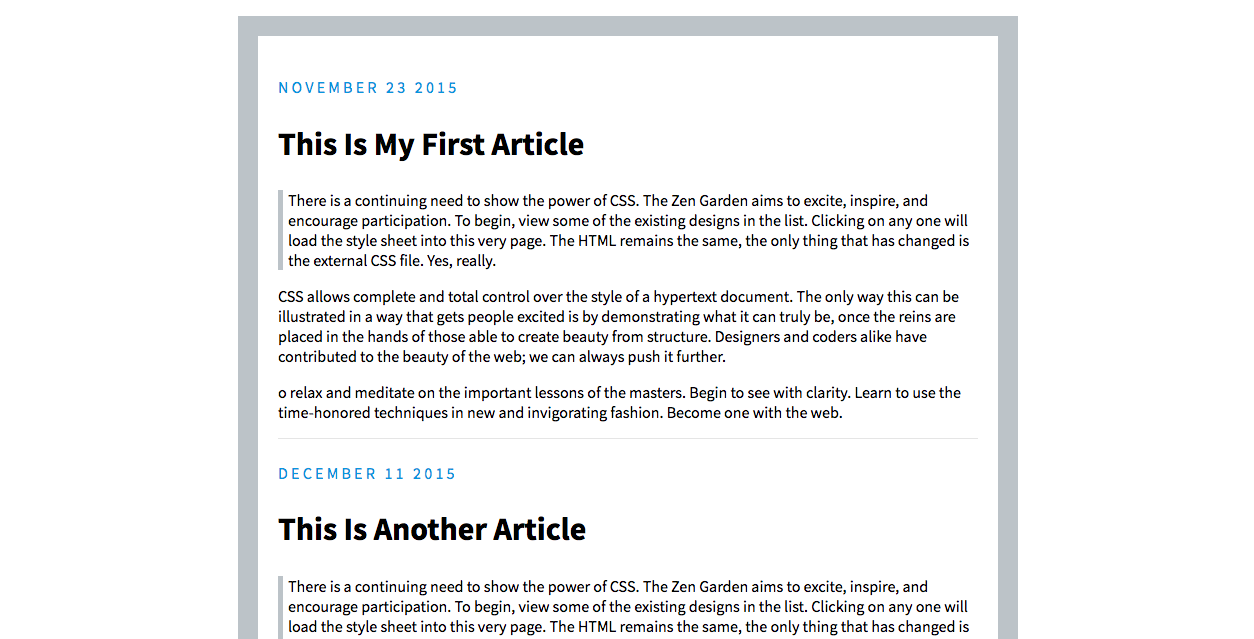 NOVEMBER 23 2015
This Is My First Article
There is a continuing need to show the power of CSS. The Zen Garden aims to excite, inspire, and
encourage participation. To begin, view some of the existing designs in the list. Clicking on any one will
load the style sheet into this very page. The HTML remains the same, the only thing that has changed is
the external CSS file. Yes, really.
CSS allows complete and total control over the style of a hypertext document. The only way this can be
illustrated in a way that gets people excited is by demonstrating what it can truly be, once the reins are
placed in the hands of those able to create beauty from structure. Designers and coders alike have
contributed to the beauty of the web; we can always push it further.
o relax and meditate on the important lessons of the masters. Begin to see with clarity. Learn to use the
time-honored techniques in new and invigorating fashion. Become one with the web.
DECEMBER 11 2015
This Is Another Article
There is a continuing need to show the power of CSS. The Zen Garden aims to excite, inspire, and
encourage participation. To begin, view some of the existing designs in the list. Clicking on any one will
load the style sheet into this very page. The HTML remains the same, the only thing that has changed is